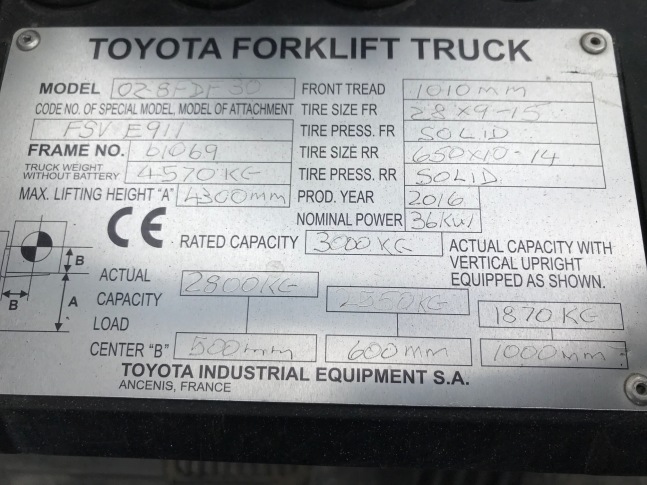 TOYOTA FORKLIFT TRUCK
MODEL 02-8FDF30 FRONT TREAD 1010mm
CODE NO. OF SPECIAL MODEL, MODEL OF ATTACHMENT TIRE SIZE FR 28x9-15
FSV E911 TIRE PRESS. FR SOLID
FRAME NO. 61069 TIRE SIZE RR 650x10-14
TRUCK WEIGHT WITHOUT BATTERY 4570KG TIRE PRESS. RR SOLID
MAX. LIFTING HEIGHT "A" 4300mm PROD. YEAR 2016
NOMINAL POWER 36Kw
CE RATED CAPACITY 3000KG ACTUAL CAPACITY WITH
VERTICAL UPRIGHT
EQUIPPED AS SHOWN.
B
B A
ACTUAL 2800KG
CAPACITY 2350KG 1870KG
LOAD
CENTER "B" 500mm 600mm 1000mm
TOYOTA INDUSTRIAL EQUIPMENT S.A.
ANCENIS, FRANCE